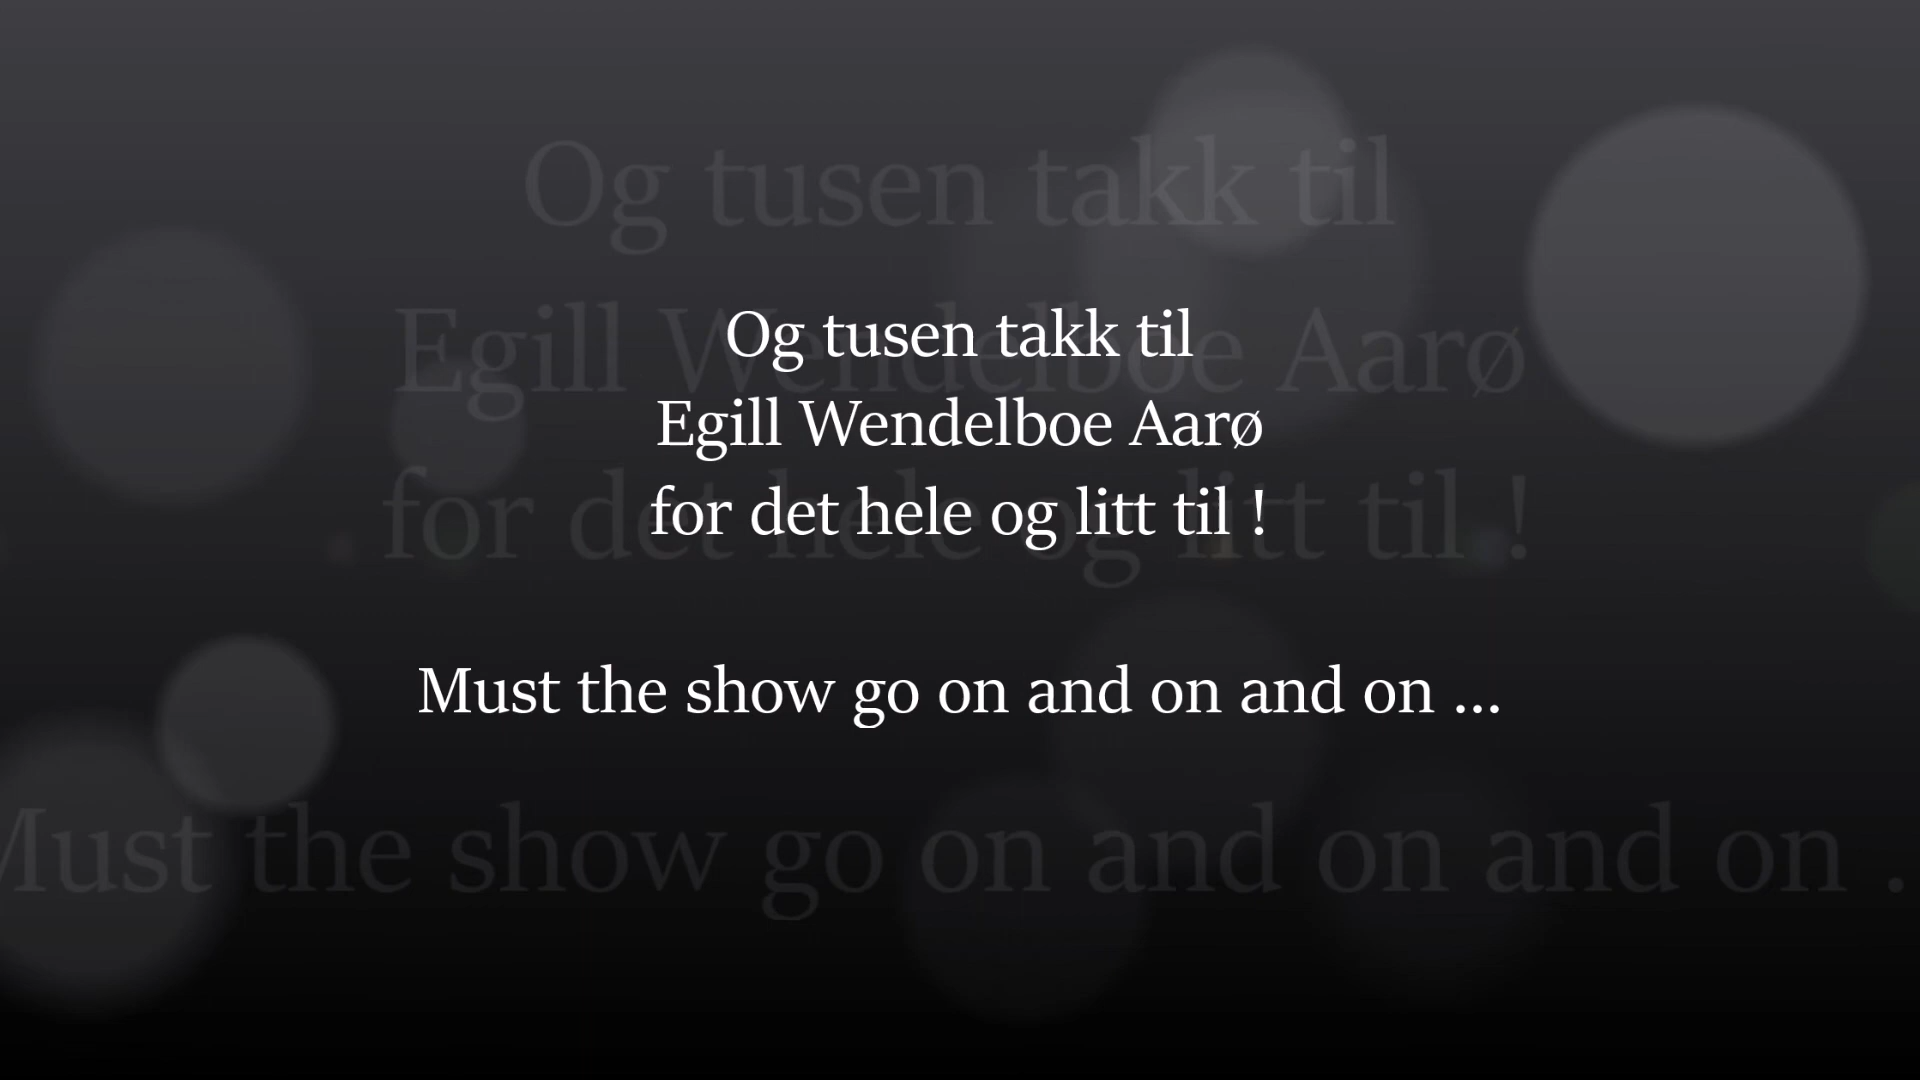 Og tusen takk til
Egill Wendelboe Aarø
for det hele og litt til !
Must the show go on and on and on ...